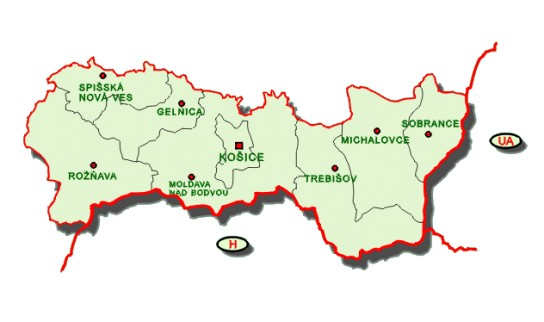 SPIŠSKÁ
NOVÁ VES
GELNICA
SOBRANCE
MICHALOVCE
UA
KOŠICE
ROŽŇAVA
TREBIŠOV
MOLDAVA
NAD BODVOU
H